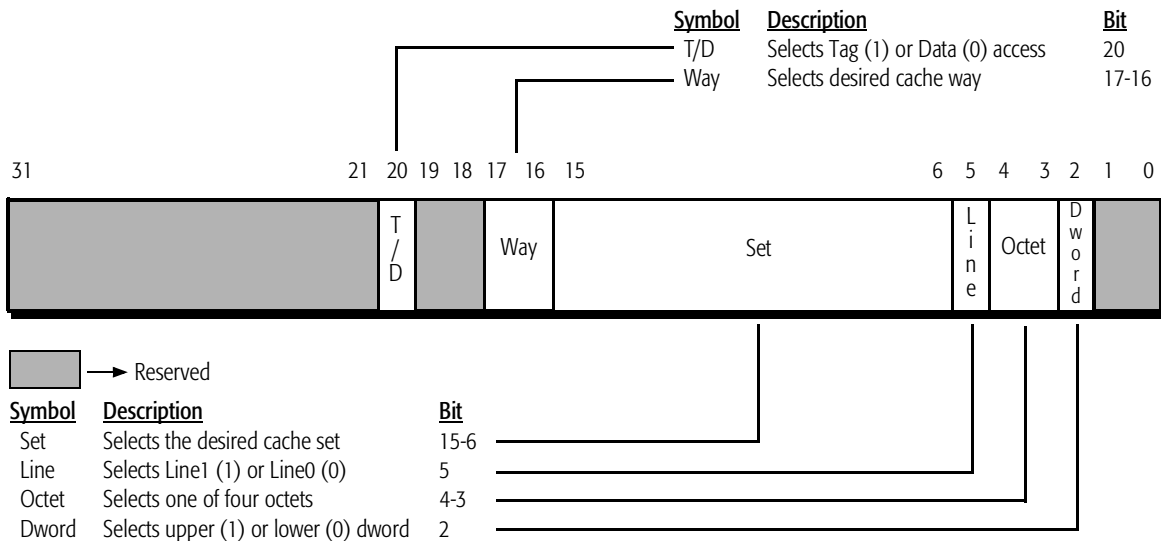 Symbol Description Bit
T/D Selects Tag (1) or Data (0) access 20
Way Selects desired cache way 17-16
31 21 20 19 18 17 16 15 6 5 4 3 2 1 0
T/D Way Set Line Octet Dword
Reserved
Symbol Description Bit
Set Selects the desired cache set 15-6
Line Selects Line1 (1) or Line0 (0) 5
Octet Selects one of four octets 4-3
Dword Selects upper (1) or lower (0) dword 2